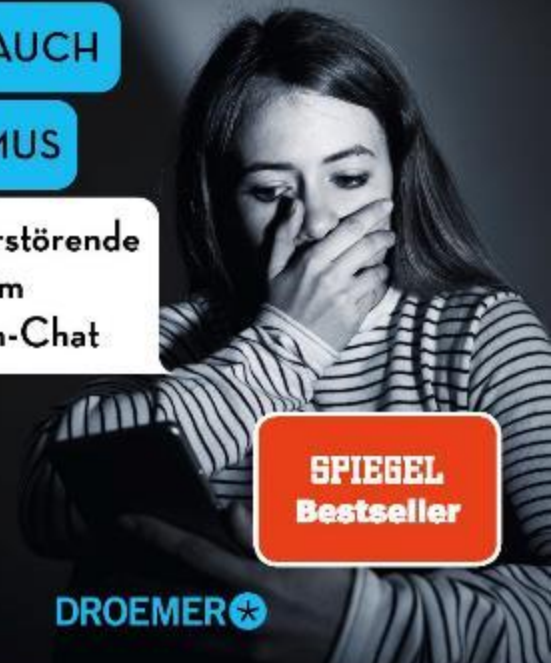 AUCH
MUS
rstörende
m
n-Chat
SPIEGEL
Bestseller
DROEMER